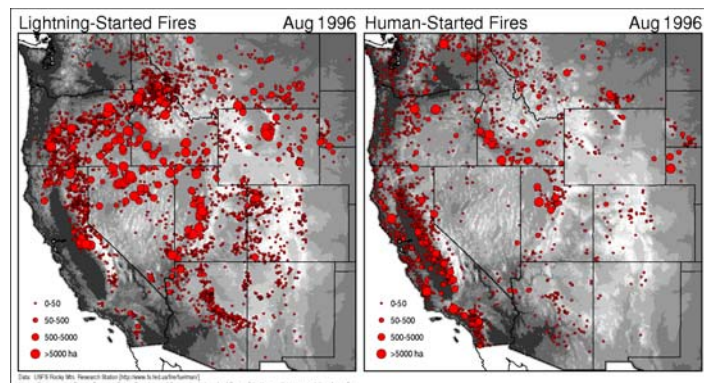 Lightning-Started Fires Aug 1996
0-50
50-500
500-5000
>5000 ha
Human-Started Fires Aug 1996
0-50
50-500
500-5000
>5000 ha
Data: USFS Rocky Mtn. Research Station